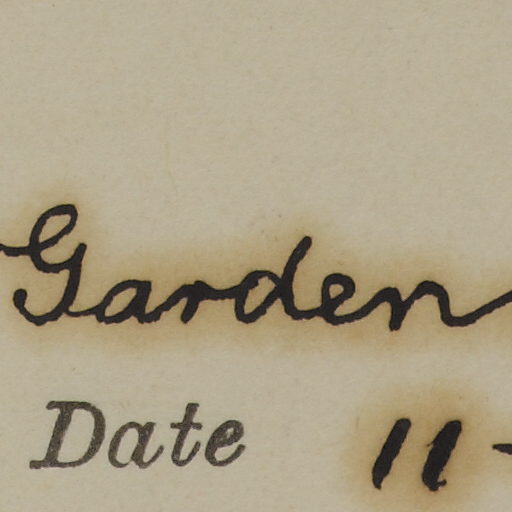 Garden
Date 11-